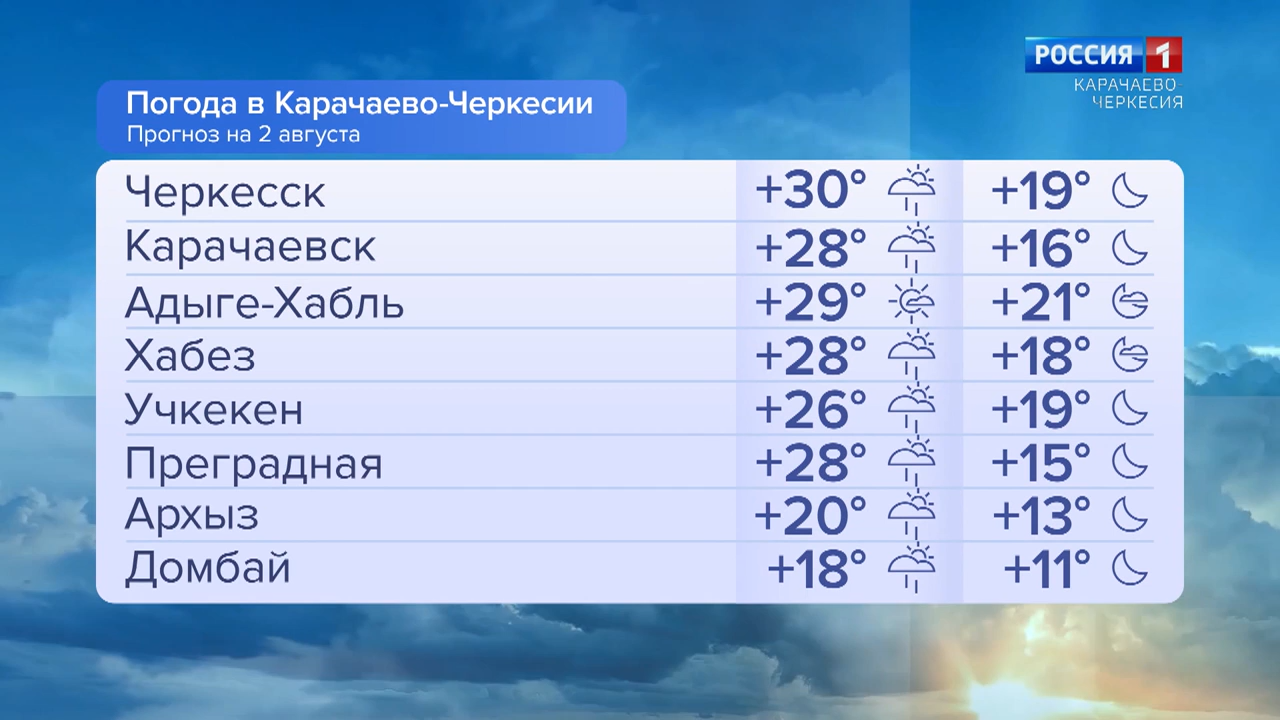 РОССИЯ 1
КАРАЧАЕВО-
ЧЕРКЕСИЯ
Погода в Карачаево-Черкесии
Прогноз на 2 августа
Черкесск +30° +19°
Карачаевск +28° +16°
Адыге-Хабль +29° +21°
Хабез +28° +18°
Учкекен +26° +19°
Преградная +28° +15°
Архыз +20° +13°
Домбай +18° +11°